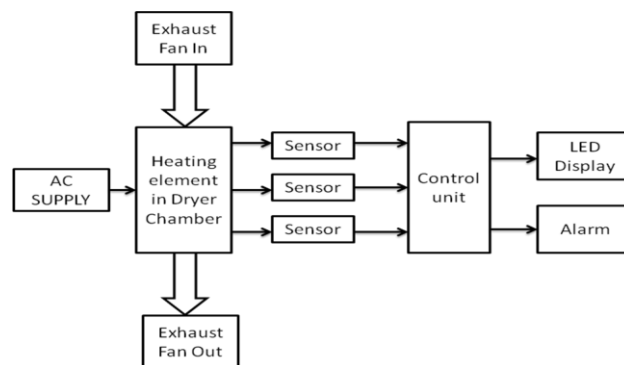 Exhaust
Fan In
AC
SUPPLY
Heating
element
in Dryer
Chamber
Sensor
Sensor
Sensor
Control
unit
LED
Display
Alarm
Exhaust
Fan Out